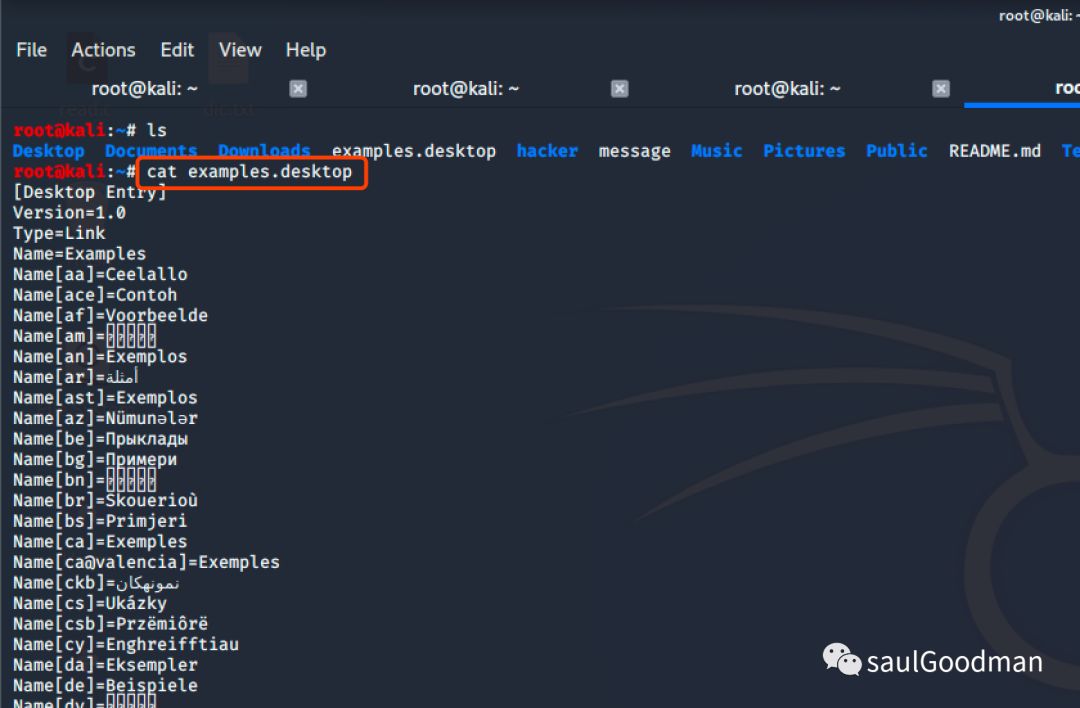 root@kali: ~
File Actions Edit View Help
root@kali: ~ root@kali: ~ root@kali: ~ roo
read.c dic.txt
root@kali:~# ls
Desktop Documents Downloads examples.desktop hacker message Music Pictures Public README.md Te
root@kali:~# cat examples.desktop
[Desktop Entry]
Version=1.0
Type=Link
Name=Examples
Name[aa]=Ceelallo
Name[ace]=Contoh
Name[af]=Voorbeelde
Name[am]=
Name[an]=Exemplos
Name[ar]=أمثلة
Name[ast]=Exemplos
Name[az]=Nümunələr
Name[be]=Прыклады
Name[bg]=Примери
Name[bn]=
Name[br]=Skouerioù
Name[bs]=Primjeri
Name[ca]=Exemples
Name[ca@valencia]=Exemples
Name[ckb]=نمونهكان
Name[cs]=Ukázky
Name[csb]=Przëmiôrë
Name[cy]=Enghreifftiau
Name[da]=Eksempler
Name[de]=Beispiele
Name[dv]=
saulGoodman